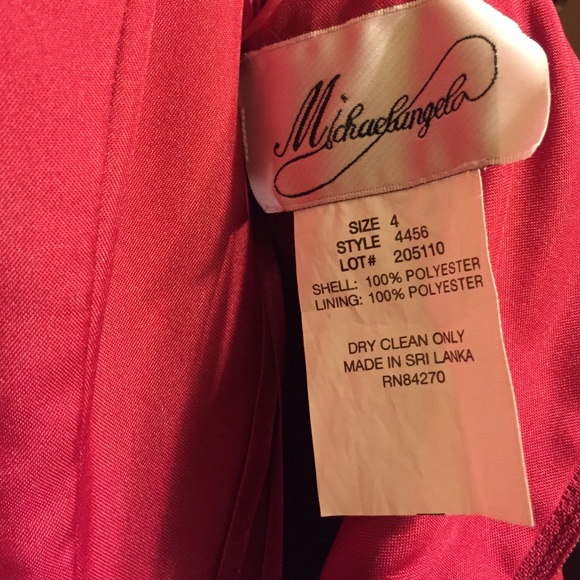 Michaelangelo
SIZE 4
STYLE 4456
LOT# 205110
SHELL: 100% POLYESTER
LINING: 100% POLYESTER
DRY CLEAN ONLY
MADE IN SRI LANKA
RN84270